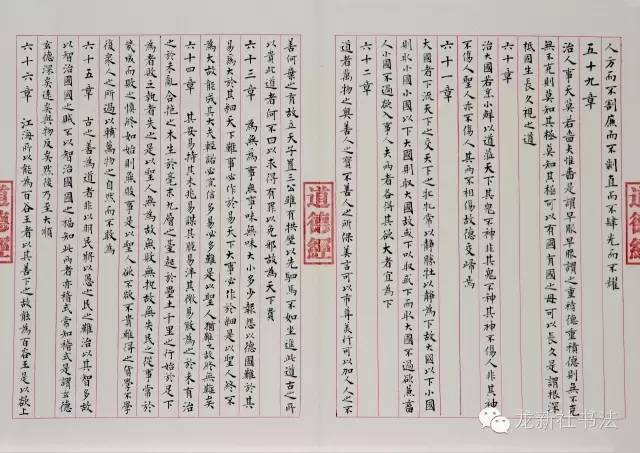 人方而不割廉而不劌直而不肆光而不耀
五十九章
治人事天莫若嗇夫唯嗇是謂早服早服謂之重積德重積德則無不克
無不克則莫知其極莫知其極可以有國有國之母可以長久是謂根深
柢固生長久視之道
六十章
治大國若烹小鮮以道蒞天下其鬼不神非其鬼不神其神不傷人非其神
不傷人聖人亦不傷人夫兩不相傷故德交歸焉
六十一章
大國者下流天下之交天下之牝牝常以靜勝牡以靜為下故大國以下小國
則取小國小國以下大國則取大國故或下以取或下而取大國不過欲兼畜
人小國不過欲入事人夫兩者各得其欲大者宜為下
六十二章
道者萬物之奧善人之寶不善人之所保美言可以市尊美行可以加人人之不
道德經
善何棄之有故立天子置三公雖有拱璧以先駟馬不如坐進此道古之所
以貴此道者何不曰以求得有罪以免邪故為天下貴
六十三章 為無為事無事味無味大小多少報怨以德圖難於其
易為大於其細天下難事必作於易天下大事必作於細是以聖人終不
為大故能成其大夫輕諾必寡信多易必多難是以聖人猶難故終無難矣
六十四章 其安易持其未兆易謀其脆易泮其微易散為之於未有治
之於未亂合抱之木生於毫末九層之臺起於壘土千里之行始於足下
為者敗之執者失之是以聖人無為故無敗無執故無失民之從事常於
幾成而敗之慎終如始則無敗事是以聖人欲不欲不貴難得之貨學不學
復衆人之所過以輔萬物之自然而不敢為
六十五章 古之善為道者非以明民將以愚之民之難治以其智多故
以智治國國之賊不以智治國國之福知此兩者亦稽式常知稽式是謂玄德
玄德深矣遠矣與物反矣然後乃至大順
六十六章 江海所以能為百谷王者以其善下之故能為百谷王是以欲上
道德經
龙新社书法